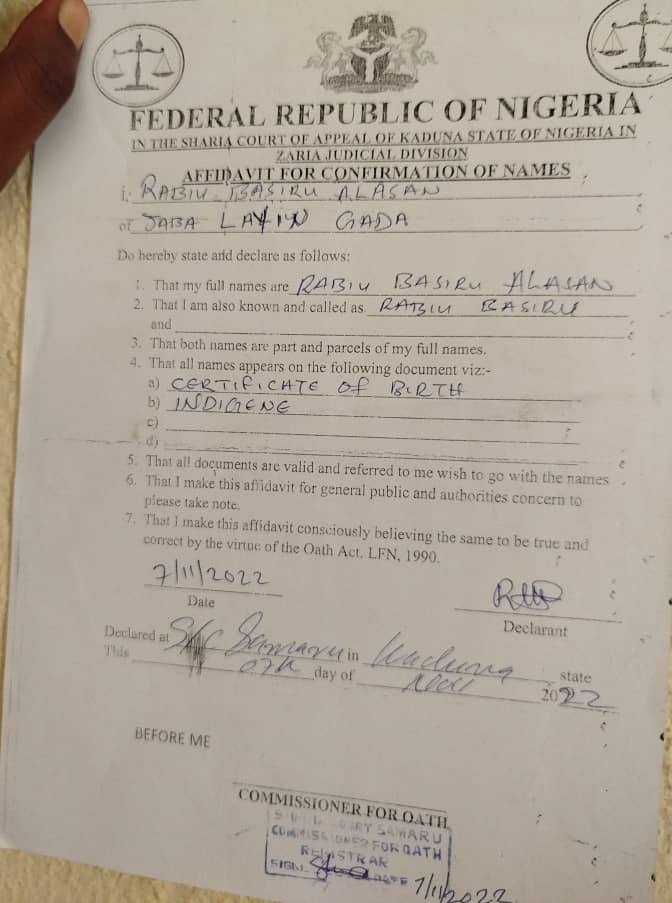 FEDERAL REPUBLIC OF NIGERIA
IN THE SHARIA COURT OF APPEAL OF KADUNA STATE OF NIGERIA IN
ZARIA JUDICIAL DIVISION
AFFIDAVIT FOR CONFIRMATION OF NAMES
i, RABIU BASIRU ALASAN
of JABA LAYIN GADA
Do hereby state and declare as follows:
1. That my full names are RABIU BASIRU ALASAN
2. That I am also known and called as RABIU BASIRU
and
3. That both names are part and parcels of my full names.
4. That all names appears on the following document viz:-
a) CERTIFICATE OF BIRTH
b) INDIGENE
c)
d)
5. That all documents are valid and referred to me wish to go with the names
6. That I make this affidavit for general public and authorities concern to
please take note.
7. That I make this affidavit consciously believing the same to be true and
correct by the virtue of the Oath Act. LFN, 1990.
7/11/2022
Date
Declarant
Declared at S/C Samaru in Kaduna state
This 07th day of Nov 2022
BEFORE ME
COMMISSIONER FOR OATH
SAMARU
COMMISSIONER FOR OATH
REGISTRAR
SIGN DATE 7/11/2022